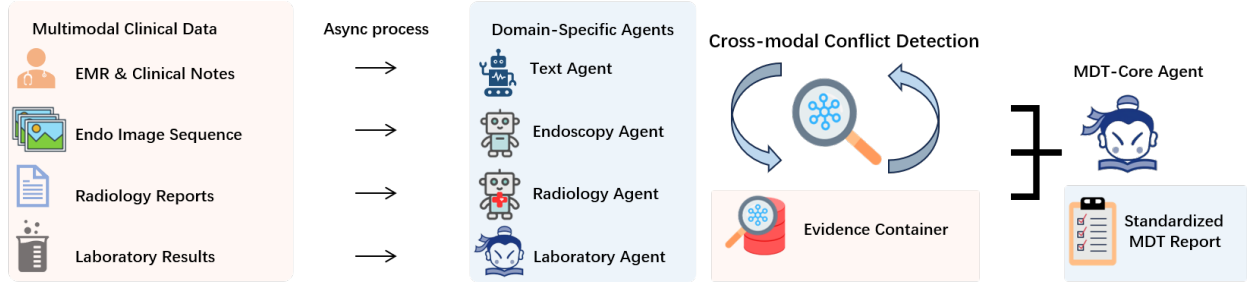 Multimodal Clinical Data
EMR & Clinical Notes
Endo Image Sequence
Radiology Reports
Laboratory Results
Async process
Domain-Specific Agents
Text Agent
Endoscopy Agent
Radiology Agent
Laboratory Agent
Cross-modal Conflict Detection
Evidence Container
MDT-Core Agent
Standardized
MDT Report